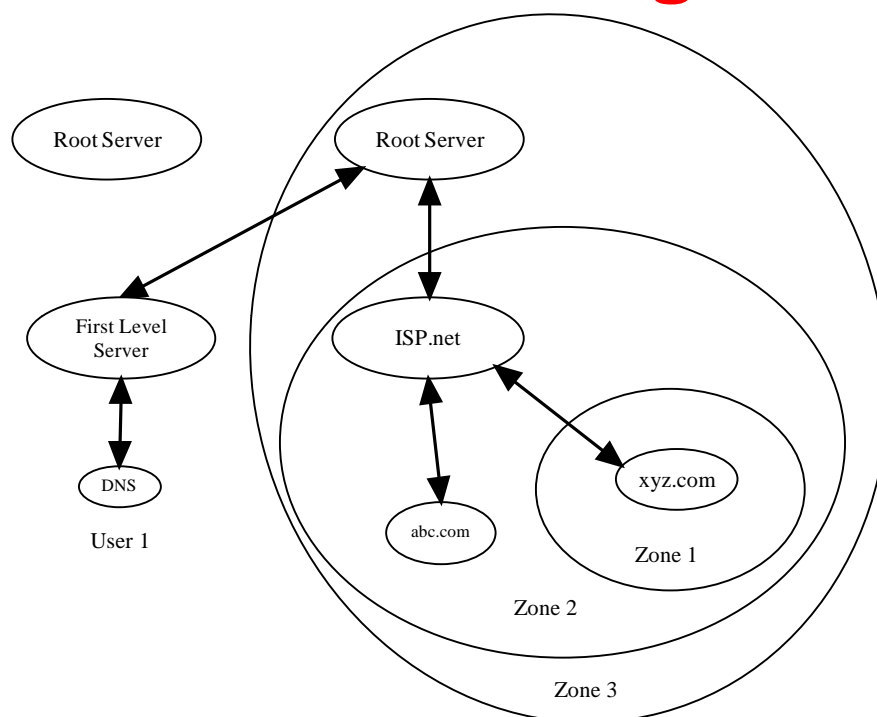 Root Server
Root Server
First Level
Server
ISP.net
DNS
xyz.com
abc.com
User 1
Zone 1
Zone 2
Zone 3